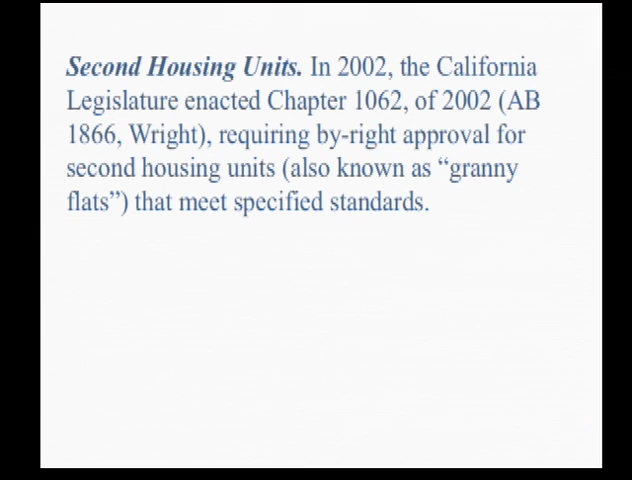 Second Housing Units. In 2002, the California
Legislature enacted Chapter 1062, of 2002 (AB
1866, Wright), requiring by-right approval for
second housing units (also known as “granny
flats”) that meet specified standards.